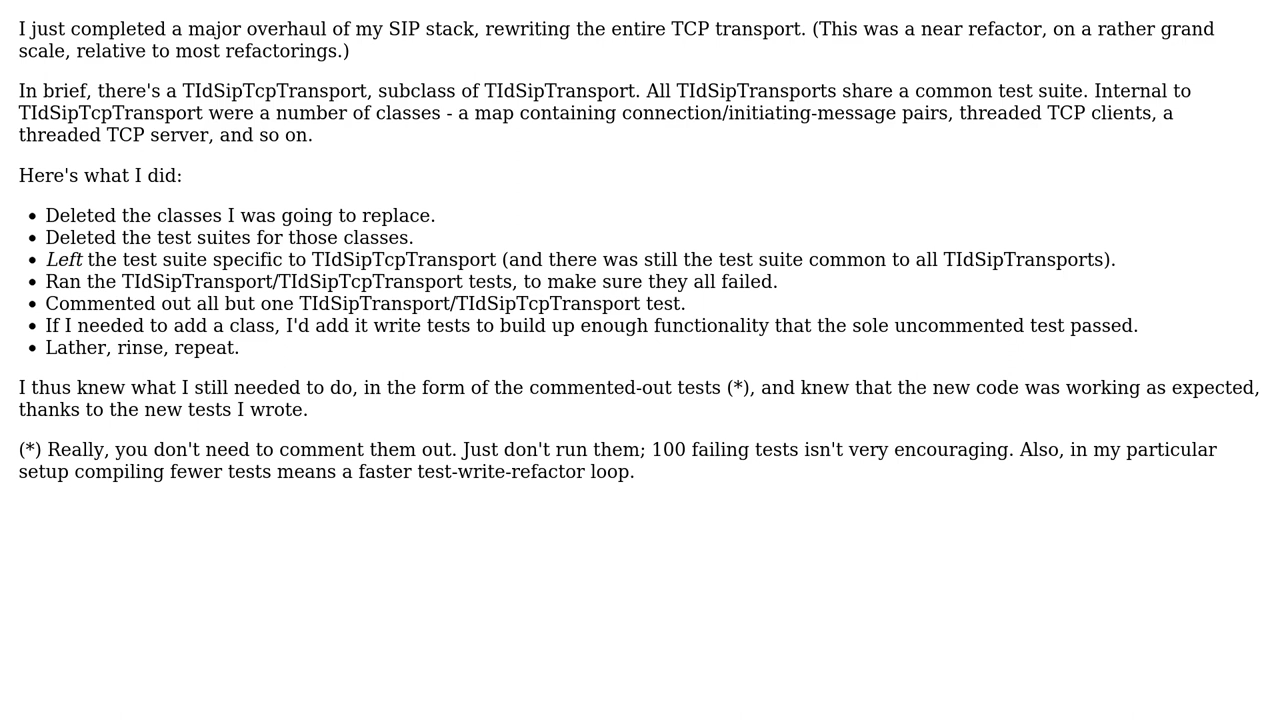 I just completed a major overhaul of my SIP stack, rewriting the entire TCP transport. (This was a near refactor, on a rather grand
scale, relative to most refactorings.)
In brief, there's a TIdSipTcpTransport, subclass of TIdSipTransport. All TIdSipTransports share a common test suite. Internal to
TIdSipTcpTransport were a number of classes - a map containing connection/initiating-message pairs, threaded TCP clients, a
threaded TCP server, and so on.
Here's what I did:
• Deleted the classes I was going to replace.
• Deleted the test suites for those classes.
• Left the test suite specific to TIdSipTcpTransport (and there was still the test suite common to all TIdSipTransports).
• Ran the TIdSipTransport/TIdSipTcpTransport tests, to make sure they all failed.
• Commented out all but one TIdSipTransport/TIdSipTcpTransport test.
• If I needed to add a class, I'd add it write tests to build up enough functionality that the sole uncommented test passed.
• Lather, rinse, repeat.
I thus knew what I still needed to do, in the form of the commented-out tests (*), and knew that the new code was working as expected,
thanks to the new tests I wrote.
(*) Really, you don't need to comment them out. Just don't run them; 100 failing tests isn't very encouraging. Also, in my particular
setup compiling fewer tests means a faster test-write-refactor loop.